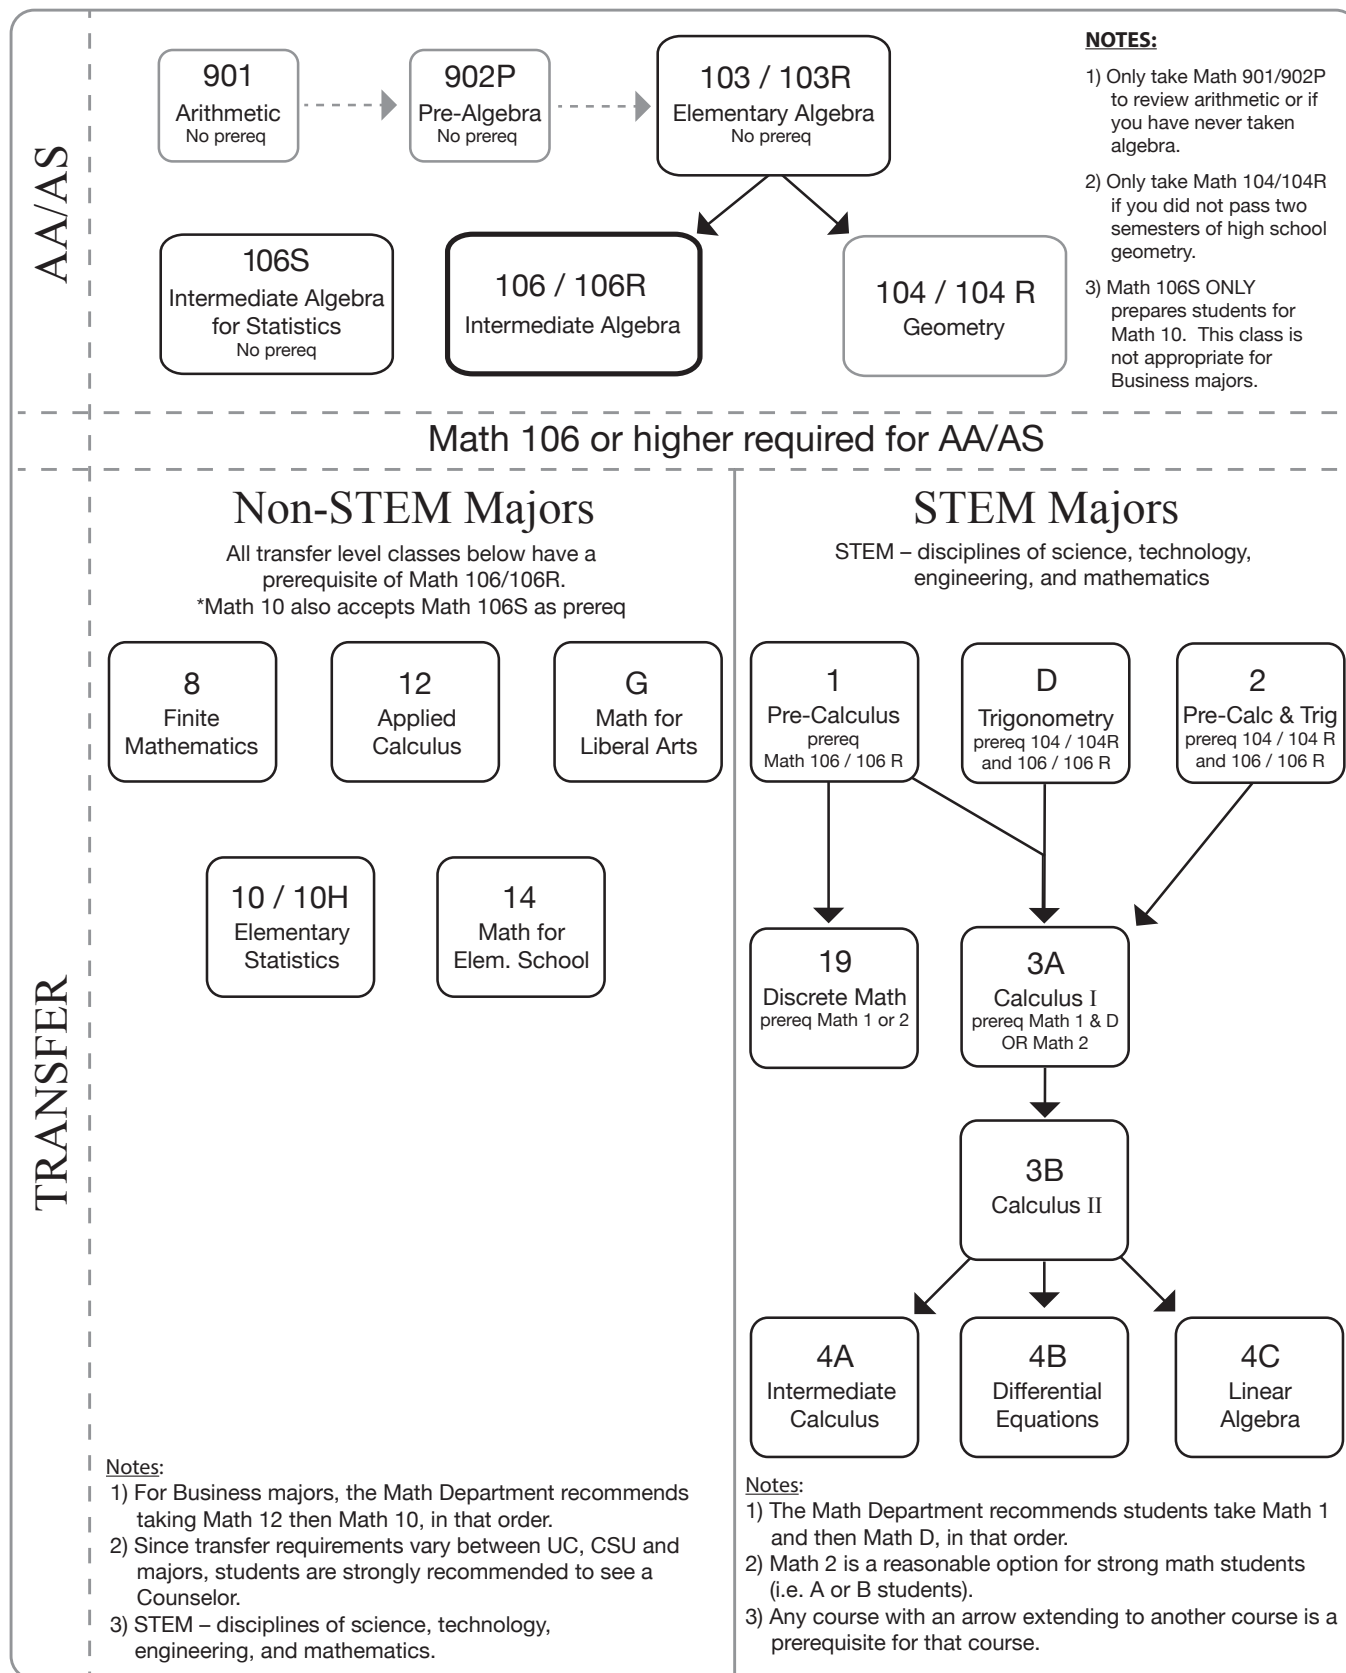 AA/AS
901
Arithmetic
No prereq
902P
Pre-Algebra
No prereq
103 / 103R
Elementary Algebra
No prereq
NOTES:
1) Only take Math 901/902P
to review arithmetic or if
you have never taken
algebra.
2) Only take Math 104/104R
if you did not pass two
semesters of high school
geometry.
3) Math 106S ONLY
prepares students for
Math 10. This class is
not appropriate for
Business majors.
106S
Intermediate Algebra
for Statistics
No prereq
106 / 106R
Intermediate Algebra
104 / 104 R
Geometry
Math 106 or higher required for AA/AS
TRANSFER
Non-STEM Majors
All transfer level classes below have a
prerequisite of Math 106/106R.
*Math 10 also accepts Math 106S as prereq
8
Finite
Mathematics
12
Applied
Calculus
G
Math for
Liberal Arts
10 / 10H
Elementary
Statistics
14
Math for
Elem. School
Notes:
1) For Business majors, the Math Department recommends
taking Math 12 then Math 10, in that order.
2) Since transfer requirements vary between UC, CSU and
majors, students are strongly recommended to see a
Counselor.
3) STEM – disciplines of science, technology,
engineering, and mathematics.
STEM Majors
STEM – disciplines of science, technology,
engineering, and mathematics
1
Pre-Calculus
prereq
Math 106 / 106 R
D
Trigonometry
prereq 104 / 104R
and 106 / 106 R
2
Pre-Calc & Trig
prereq 104 / 104 R
and 106 / 106 R
19
Discrete Math
prereq Math 1 or 2
3A
Calculus I
prereq Math 1 & D
OR Math 2
3B
Calculus II
4A
Intermediate
Calculus
4B
Differential
Equations
4C
Linear
Algebra
Notes:
1) The Math Department recommends students take Math 1
and then Math D, in that order.
2) Math 2 is a reasonable option for strong math students
(i.e. A or B students).
3) Any course with an arrow extending to another course is a
prerequisite for that course.